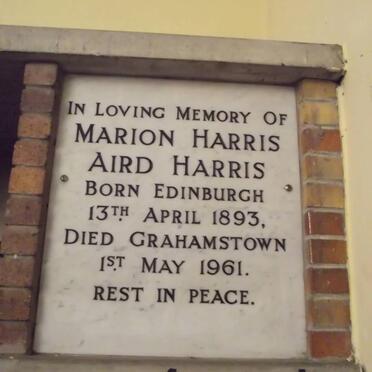 In Loving Memory Of
Marion Harris
Aird Harris
Born Edinburgh
13TH April 1893,
Died Grahamstown
1ST May 1961.
REST IN PEACE.